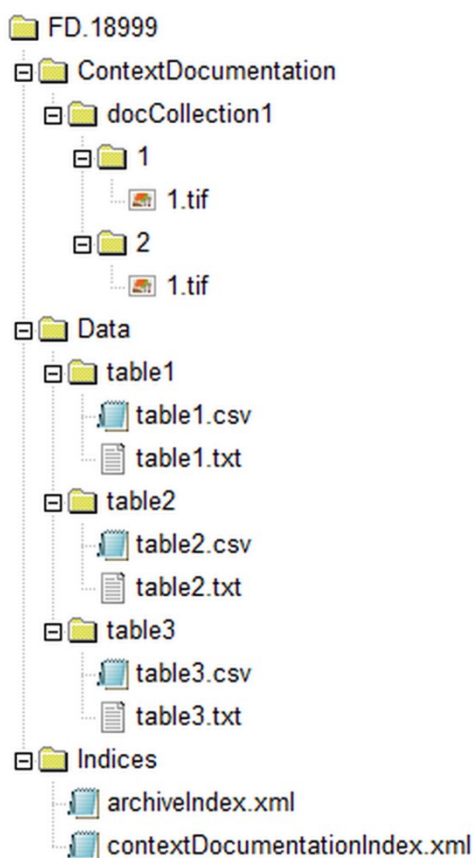 FD.18999
ContextDocumentation
docCollection1
1
1.tif
2
1.tif
Data
table1
table1.csv
table1.txt
table2
table2.csv
table2.txt
table3
table3.csv
table3.txt
Indices
archiveIndex.xml
contextDocumentationIndex.xml